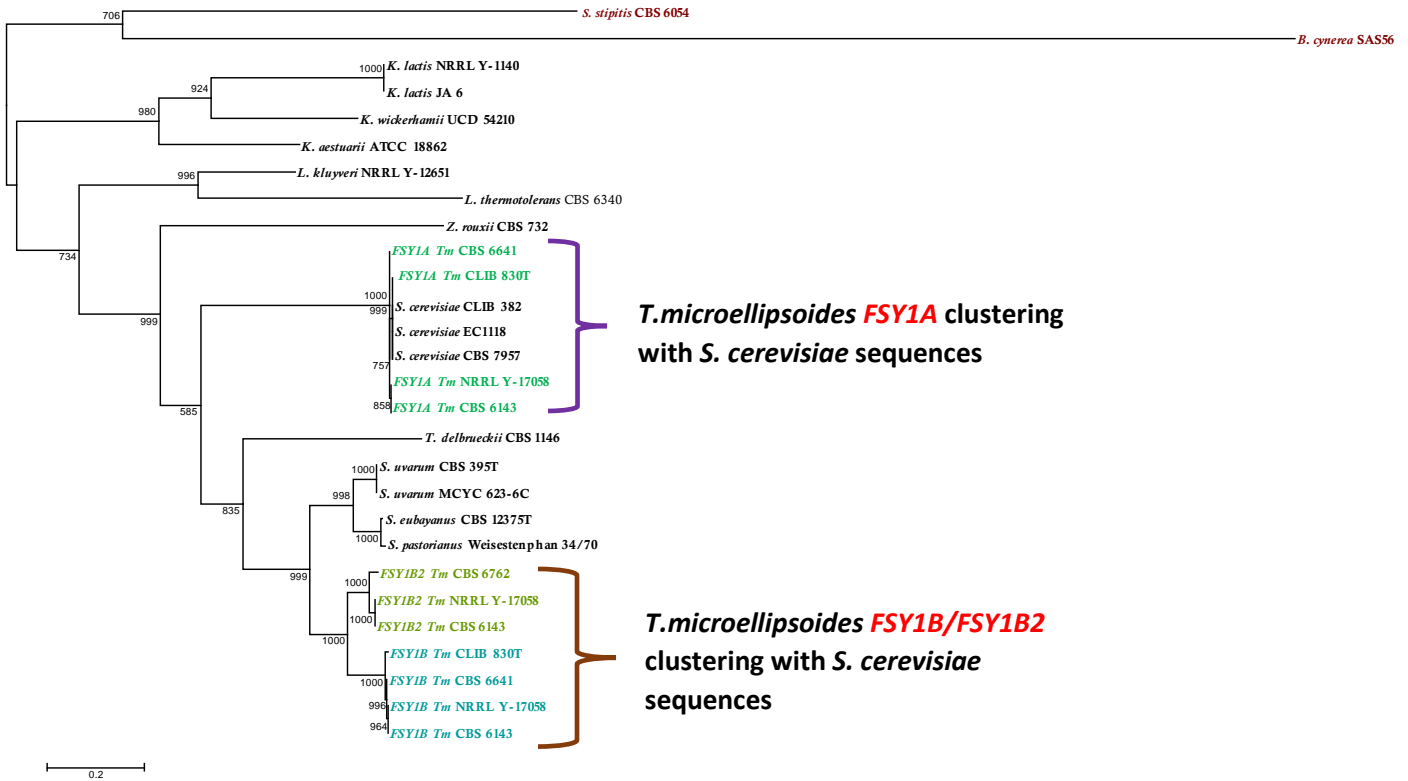 706
S. stipitis CBS 6054
B. cynerea SAS56
1000
K. lactis NRRL Y-1140
K. lactis JA 6
924
980
K. wickerhamii UCD 54210
K. aestuarii ATCC 18862
996
L. kluyveri NRRL Y-12651
L. thermotolerans CBS 6340
734
Z. rouxii CBS 732
999
FSY1A Tm CBS 6641
FSY1A Tm CLIB 830T
1000
999
S. cerevisiae CLIB 382
S. cerevisiae EC1118
S. cerevisiae CBS 7957
757
FSY1A Tm NRRL Y-17058
858
FSY1A Tm CBS 6143
T.microellipsoides FSY1A clustering
with S. cerevisiae sequences
585
T. delbrueckii CBS 1146
835
1000
S. uvarum CBS 395T
S. uvarum MCYC 623-6C
998
S. eubayanus CBS 12375T
1000
S. pastorianus Weisestenphan 34/70
999
1000
FSY1B2 Tm CBS 6762
FSY1B2 Tm NRRL Y-17058
1000
FSY1B2 Tm CBS 6143
1000
FSY1B Tm CLIB 830T
1000
FSY1B Tm CBS 6641
996
FSY1B Tm NRRL Y-17058
964
FSY1B Tm CBS 6143
T.microellipsoides FSY1B/FSY1B2
clustering with S. cerevisiae
sequences
0.2